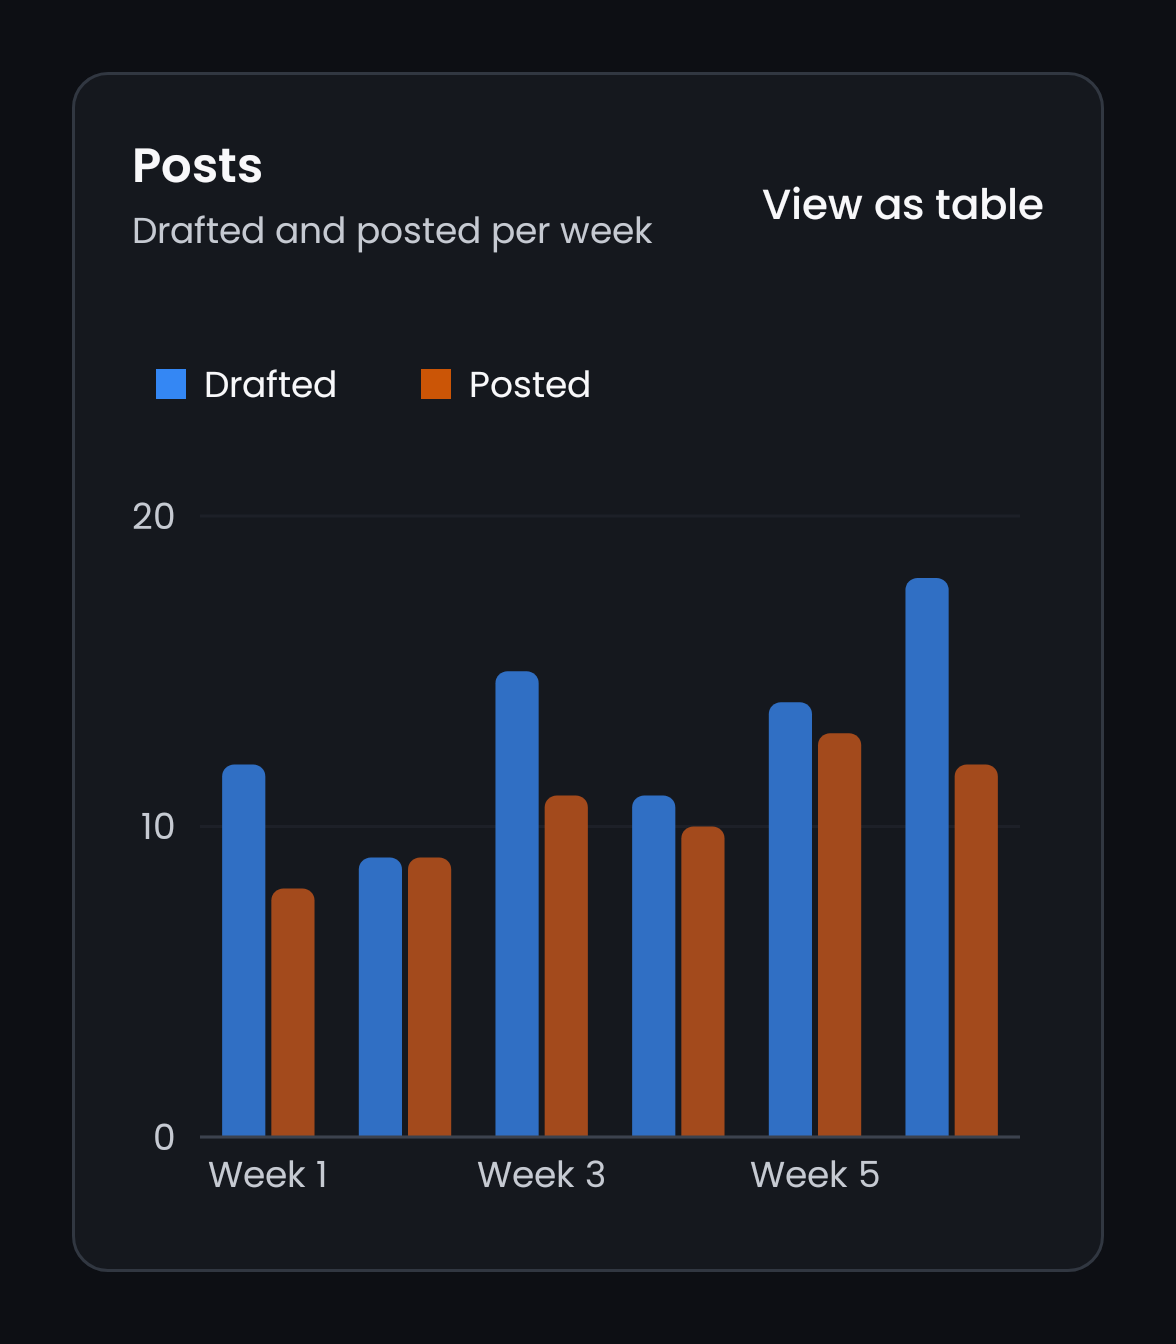 Posts
Drafted and posted per week
View as table
Drafted
Posted
20
10
0
Week 1
Week 3
Week 5